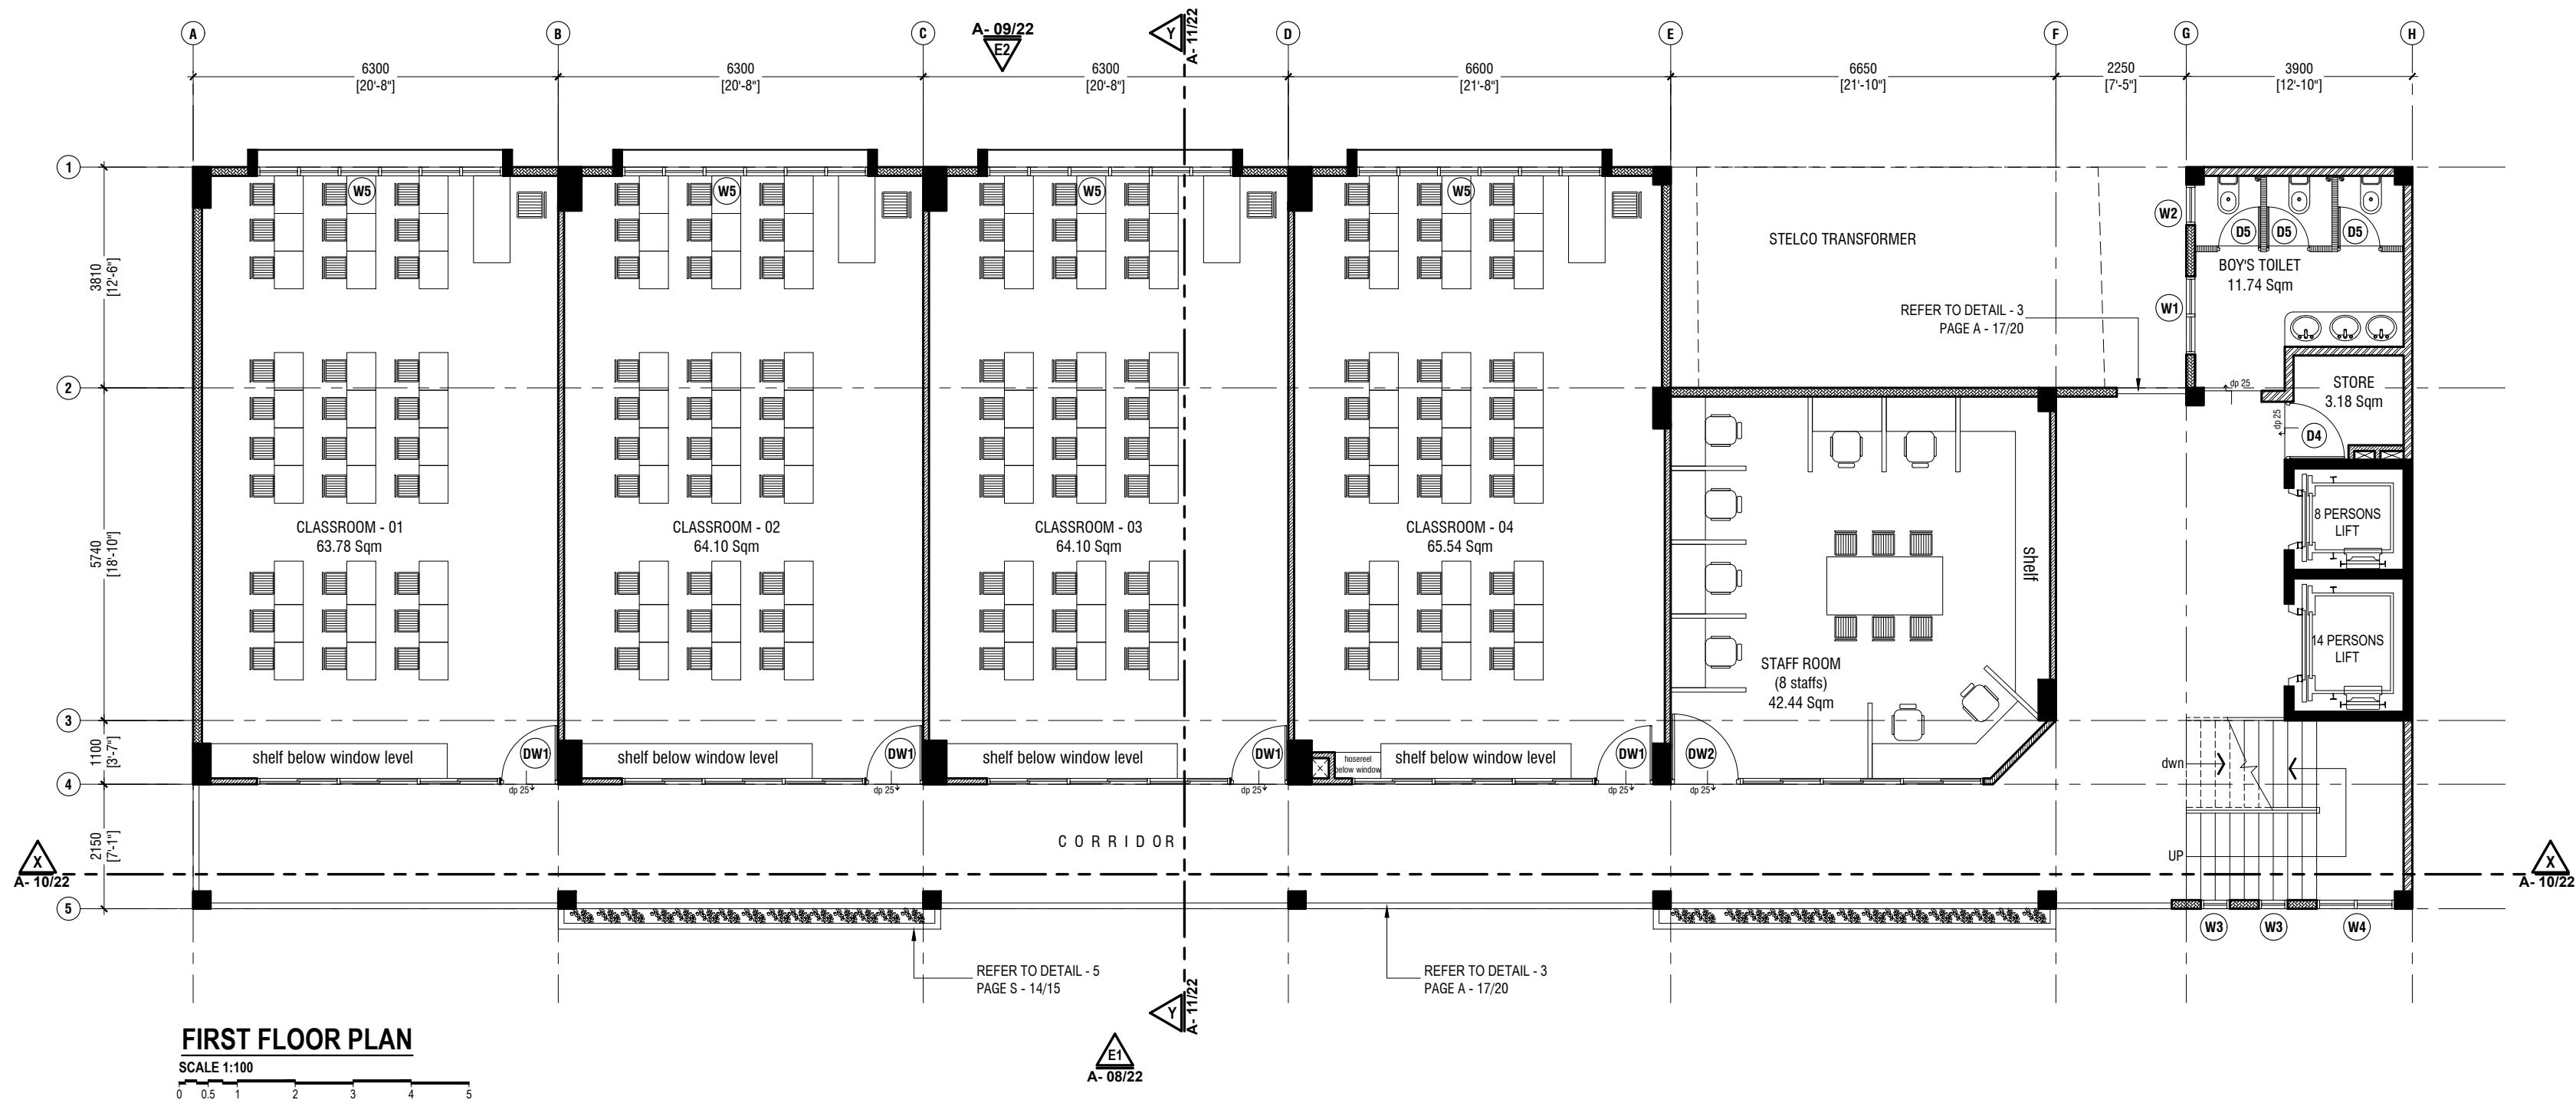 A- 09/22
E2
Y
A- 11/22
A
B
C
D
E
F
G
H
6300
[20'-8"]
6300
[20'-8"]
6300
[20'-8"]
6600
[21'-8"]
6650
[21'-10"]
2250
[7'-5"]
3900
[12'-10"]
1
2
3
4
5
3810
[12'-6"]
5740
[18'-10"]
1100
[3'-7"]
2150
[7'-1"]
W5
W5
W5
W5
W2
W1
D5
D5
D5
STELCO TRANSFORMER
BOY'S TOILET
11.74 Sqm
REFER TO DETAIL - 3
PAGE A - 17/20
dp 25
STORE
3.18 Sqm
dp 25
D4
CLASSROOM - 01
63.78 Sqm
CLASSROOM - 02
64.10 Sqm
CLASSROOM - 03
64.10 Sqm
CLASSROOM - 04
65.54 Sqm
8 PERSONS
LIFT
shelf
14 PERSONS
LIFT
STAFF ROOM
(8 staffs)
42.44 Sqm
shelf below window level
DW1
shelf below window level
DW1
shelf below window level
DW1
X
hosereel
below window
shelf below window level
DW1
DW2
dp 25
dp 25
dp 25
dp 25
dp 25
dwn
UP
C O R R I D O R
X
A- 10/22
X
A- 10/22
W3
W3
W4
REFER TO DETAIL - 5
PAGE S - 14/15
REFER TO DETAIL - 3
PAGE A - 17/20
Y
A- 11/22
E1
A- 08/22
FIRST FLOOR PLAN
SCALE 1:100
0 0.5 1 2 3 4 5